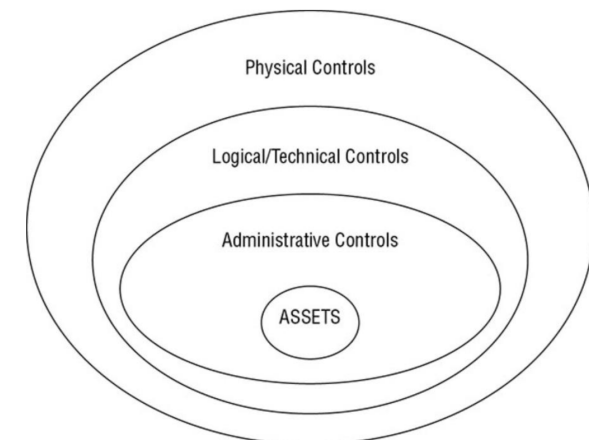 Physical Controls
Logical/Technical Controls
Administrative Controls
ASSETS